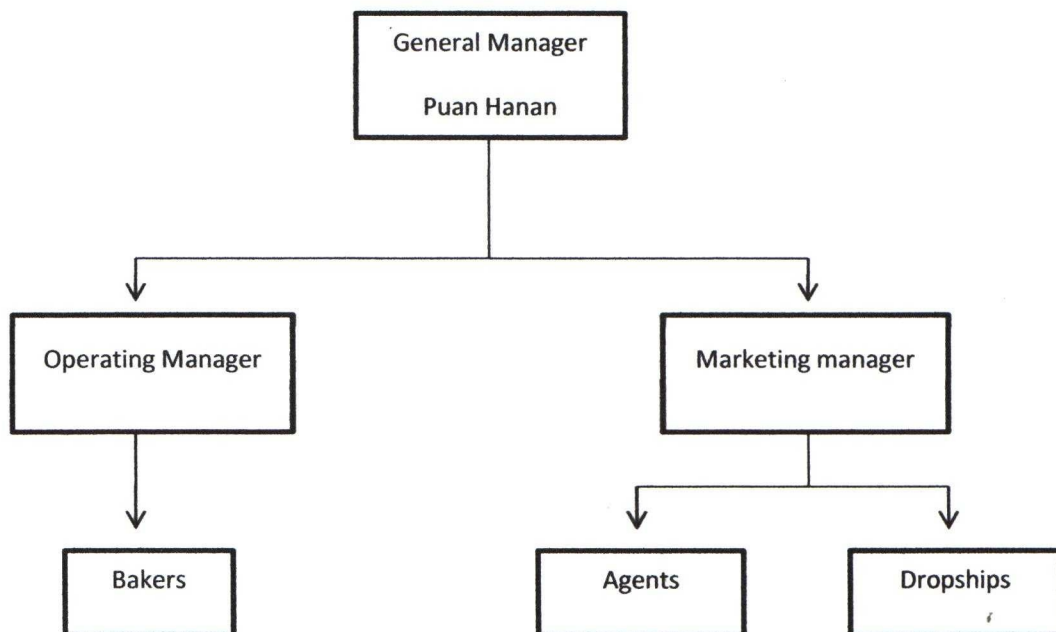 General Manager
Puan Hanan
Operating Manager
Marketing manager
Bakers
Agents
Dropships